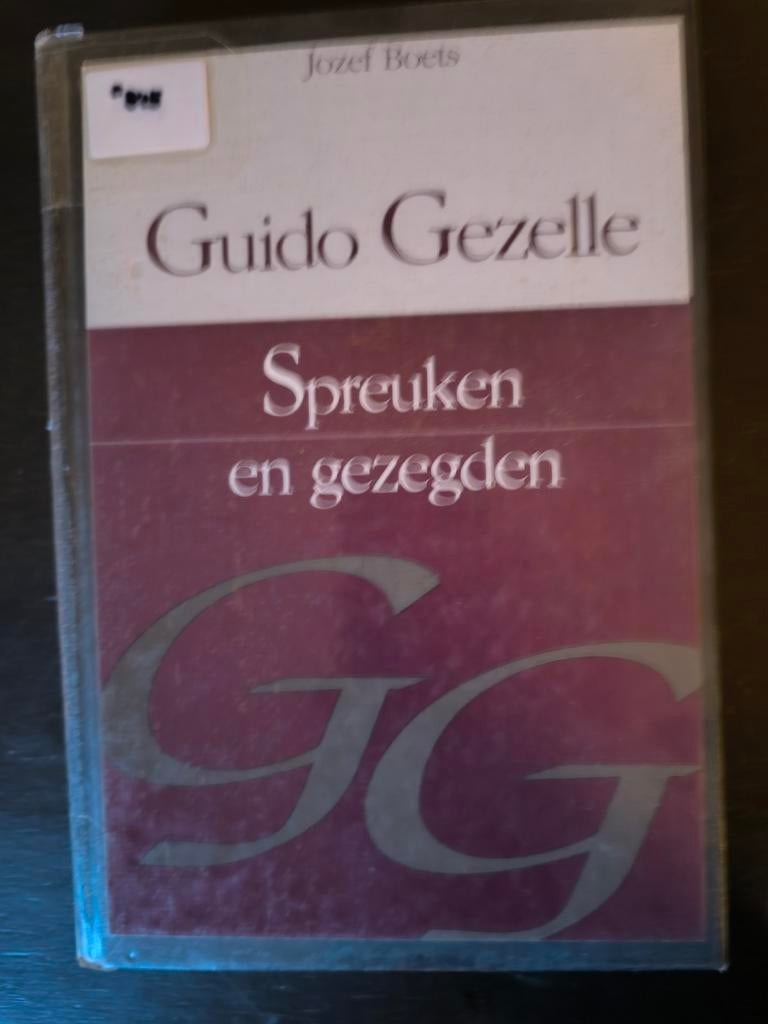 Jozef Boets
Guido Gezelle
Spreuken
en gezegden
GG